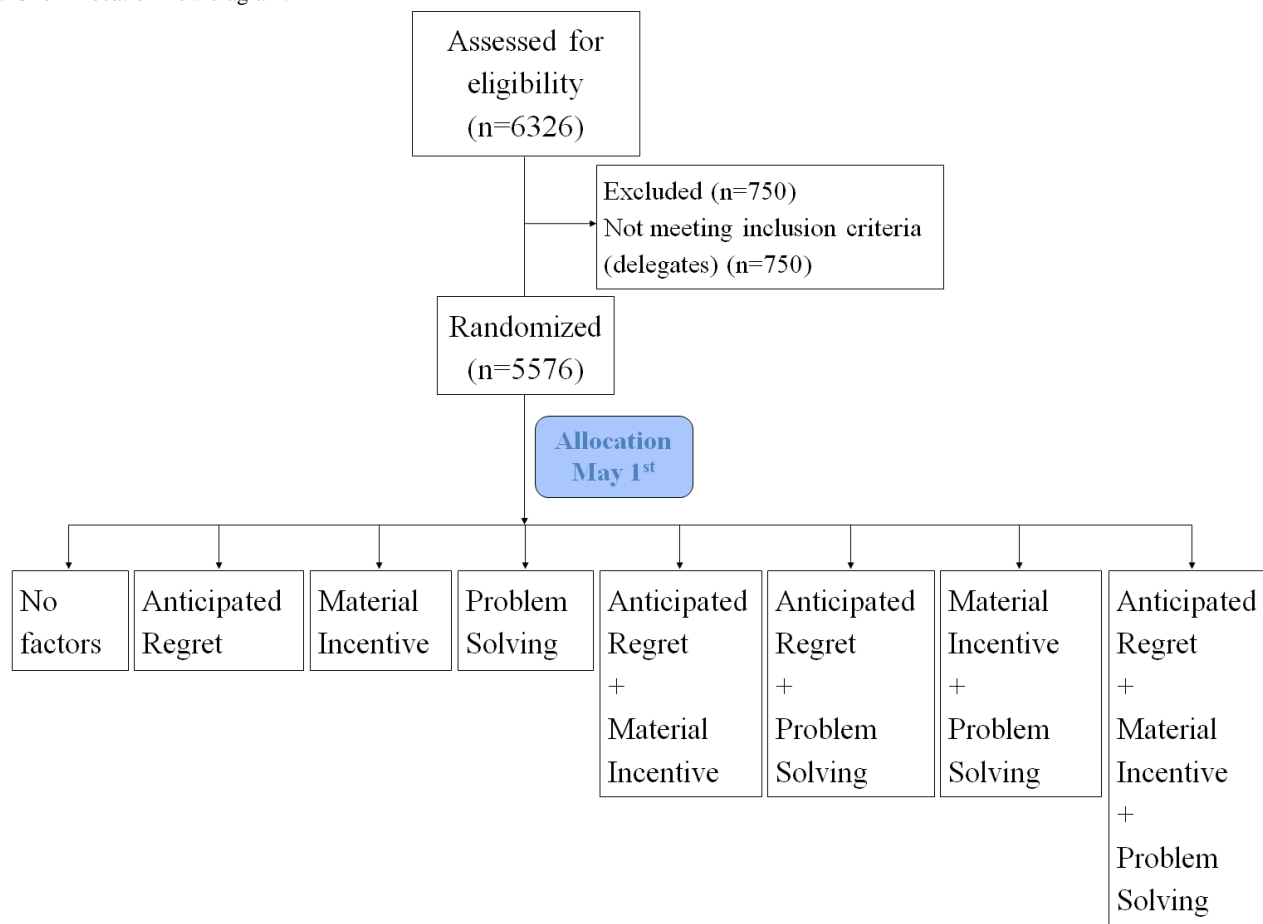 Assessed for
eligibility
(n=6326)
Excluded (n=750)
Not meeting inclusion criteria
(delegates) (n=750)
Randomized
(n=5576)
Allocation
May 1st
No
factors
Anticipated
Regret
Material
Incentive
Problem
Solving
Anticipated
Regret
+
Material
Incentive
Anticipated
Regret
+
Problem
Solving
Material
Incentive
+
Problem
Solving
Anticipated
Regret
+
Material
Incentive
+
Problem
Solving